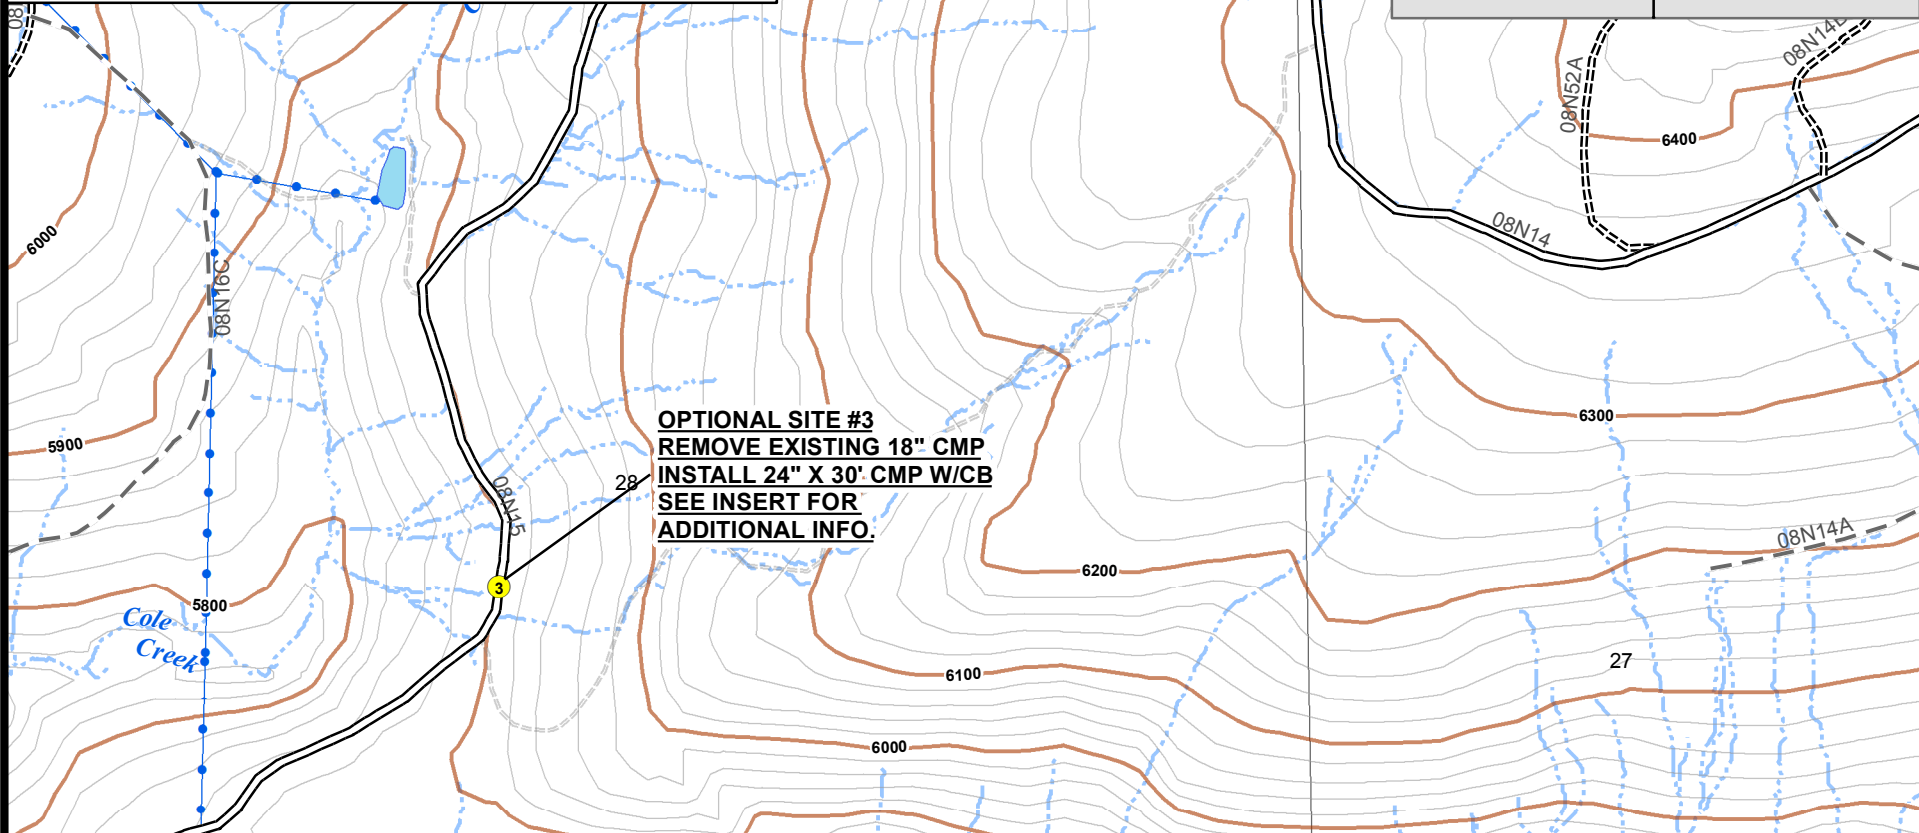 08N14B
08N52A
6400
08N14
6000
08N16C
OPTIONAL SITE #3
REMOVE EXISTING 18" CMP
INSTALL 24" X 30' CMP W/CB
SEE INSERT FOR
ADDITIONAL INFO.
28
6300
5900
08N15
08N14A
6200
3
5800
Cole
Creek
27
6100
6000